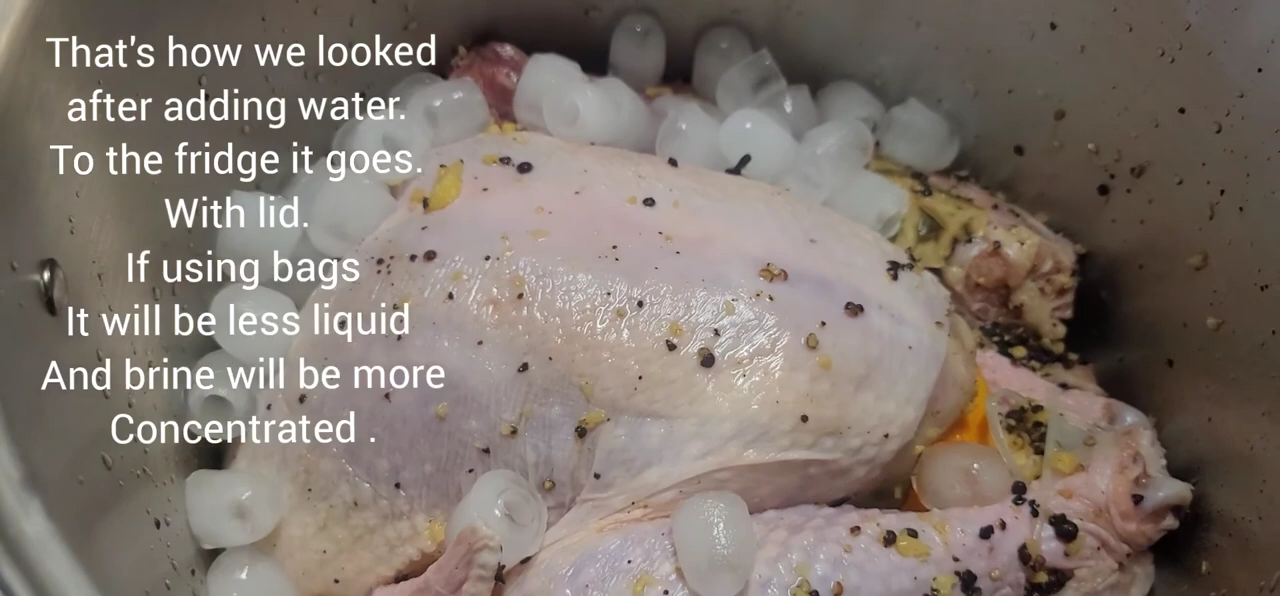 That's how we looked
after adding water.
To the fridge it goes.
With lid.
If using bags
It will be less liquid
And brine will be more
Concentrated .